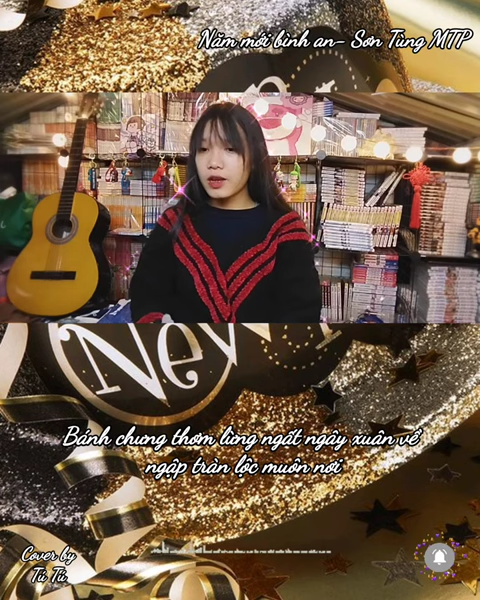 Năm mới bình an- Sơn Tùng MTP
New
Bánh chưng thơm lừng ngất ngây xuân về
ngập tràn lộc muôn nơi
Cover by
Tú Tú